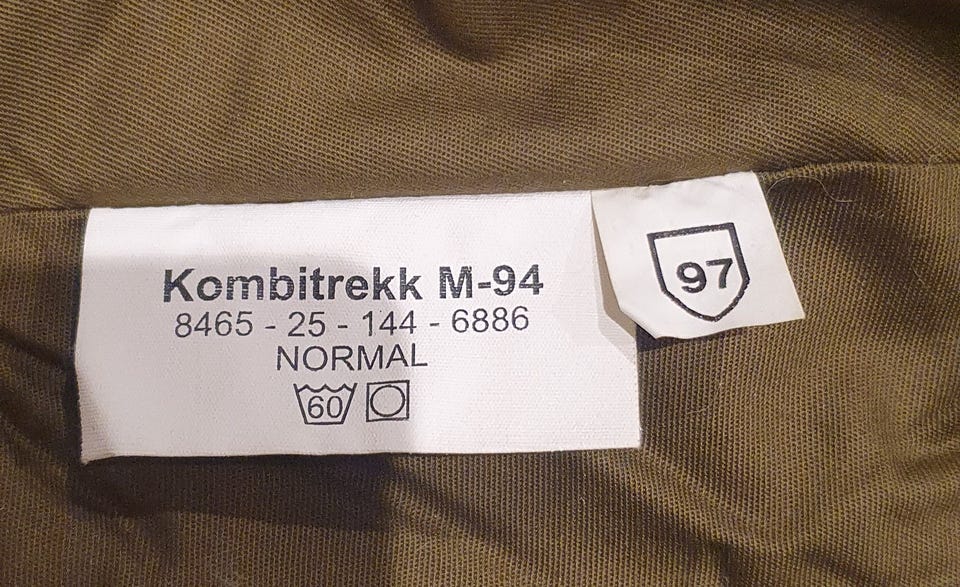 Kombitrekk M-94
8465 - 25 - 144 - 6886
NORMAL
60
97